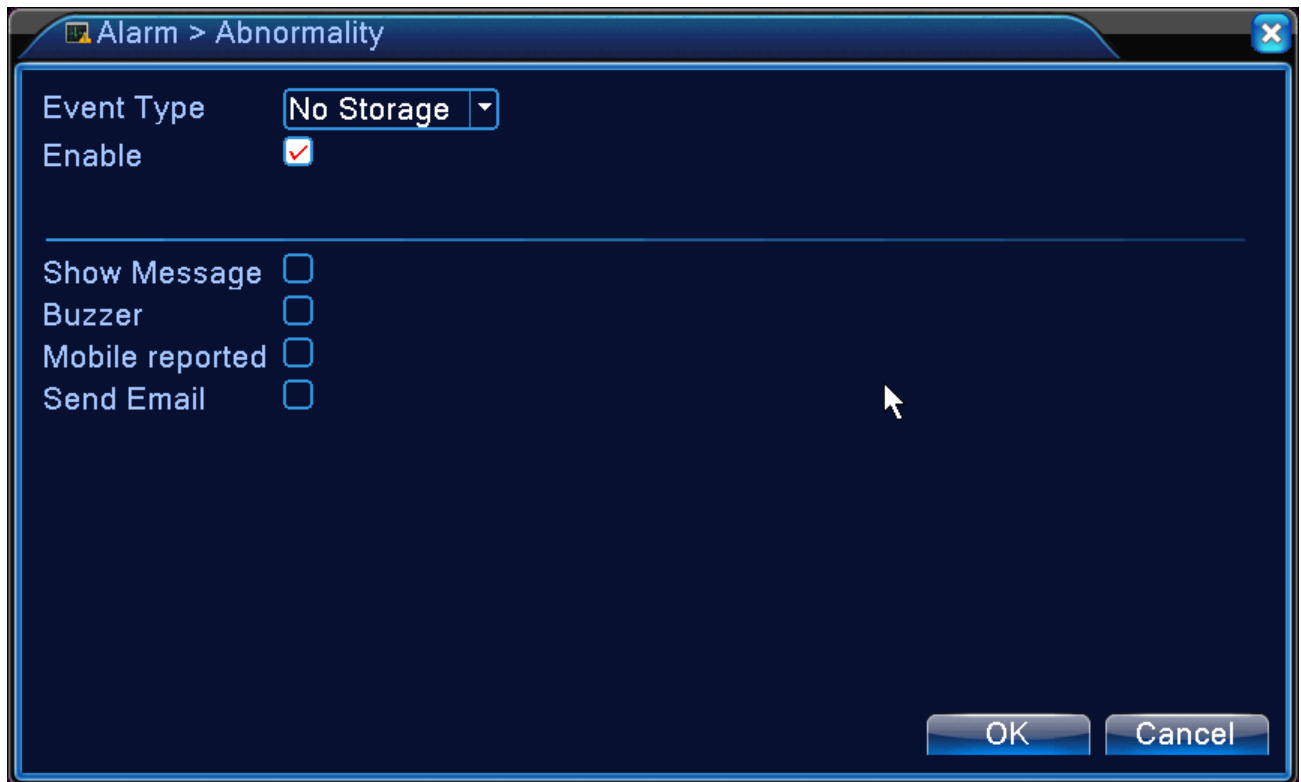 Alarm > Abnormality
Event Type No Storage
Enable
Show Message
Buzzer
Mobile reported
Send Email
OK Cancel